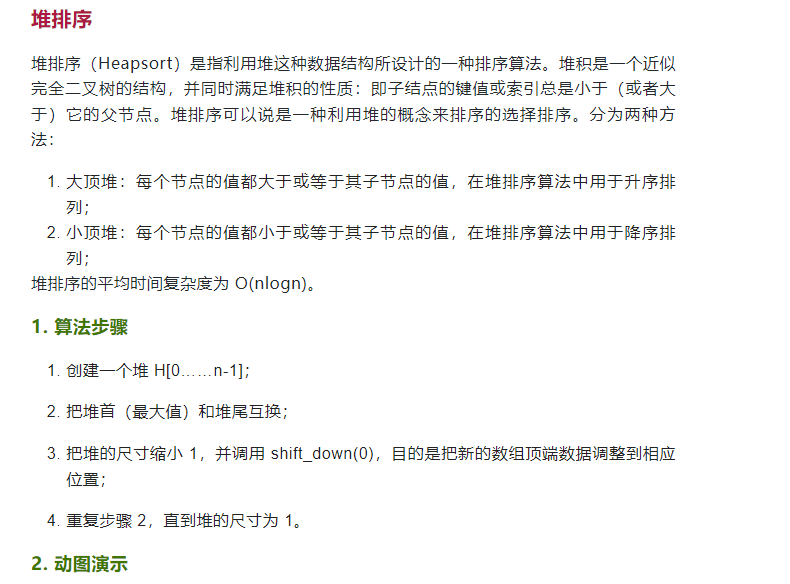 堆排序
堆排序（Heapsort）是指利用堆这种数据结构所设计的一种排序算法。堆积是一个近似
完全二叉树的结构，并同时满足堆积的性质：即子结点的键值或索引总是小于（或者大
于）它的父节点。堆排序可以说是一种利用堆的概念来排序的选择排序。分为两种方
法：
1. 大顶堆：每个节点的值都大于或等于其子节点的值，在堆排序算法中用于升序排
列；
2. 小顶堆：每个节点的值都小于或等于其子节点的值，在堆排序算法中用于降序排
列；
堆排序的平均时间复杂度为 Ο(nlogn)。
1. 算法步骤
1. 创建一个堆 H[0……n-1]；
2. 把堆首（最大值）和堆尾互换；
3. 把堆的尺寸缩小 1，并调用 shift_down(0)，目的是把新的数组顶端数据调整到相应
位置；
4. 重复步骤 2，直到堆的尺寸为 1。
2. 动图演示